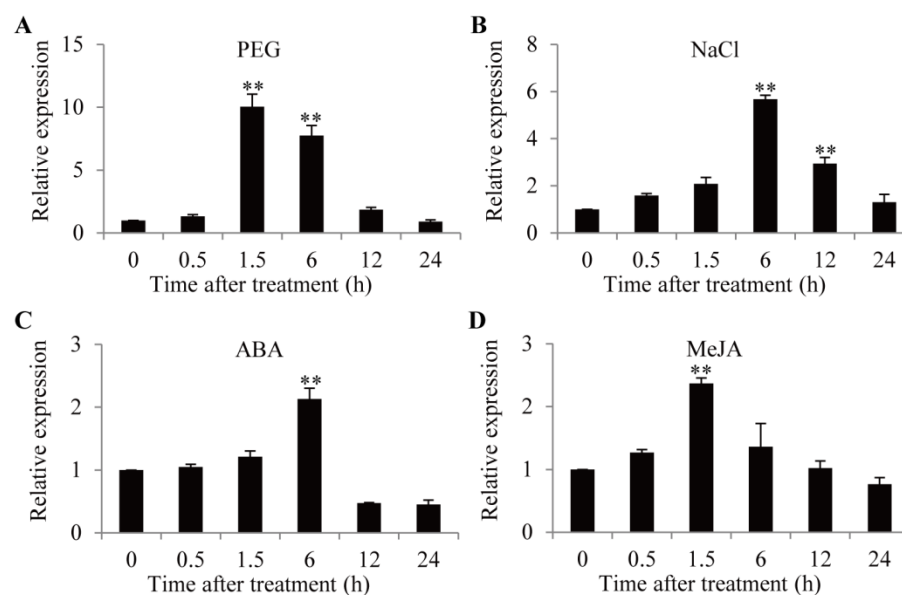 A
PEG
Relative expression
15
10
5
0
**
**
0 0.5 1.5 6 12 24
Time after treatment (h)
B
NaCl
Relative expression
8
6
4
2
0
**
**
0 0.5 1.5 6 12 24
Time after treatment (h)
C
ABA
Relative expression
3
2
1
0
**
0 0.5 1.5 6 12 24
Time after treatment (h)
D
MeJA
Relative expression
3
2
1
0
**
0 0.5 1.5 6 12 24
Time after treatment (h)